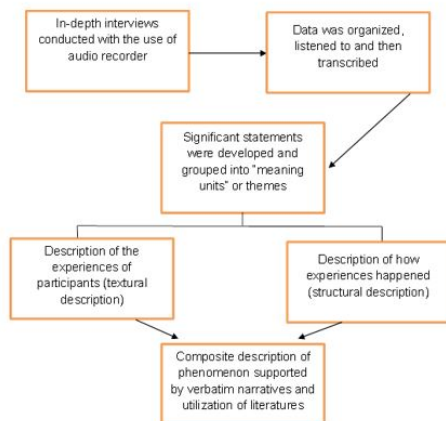 In-depth interviews
conducted with the use of
audio recorder
Data was organized,
listened to and then
transcribed
Significant statements
were developed and
grouped into "meaning
units" or themes
Description of the
experiences of
participants (textural
description)
Description of how
experiences happened
(structural description)
Composite description of
phenomenon supported
by verbatim narratives and
utilization of literatures